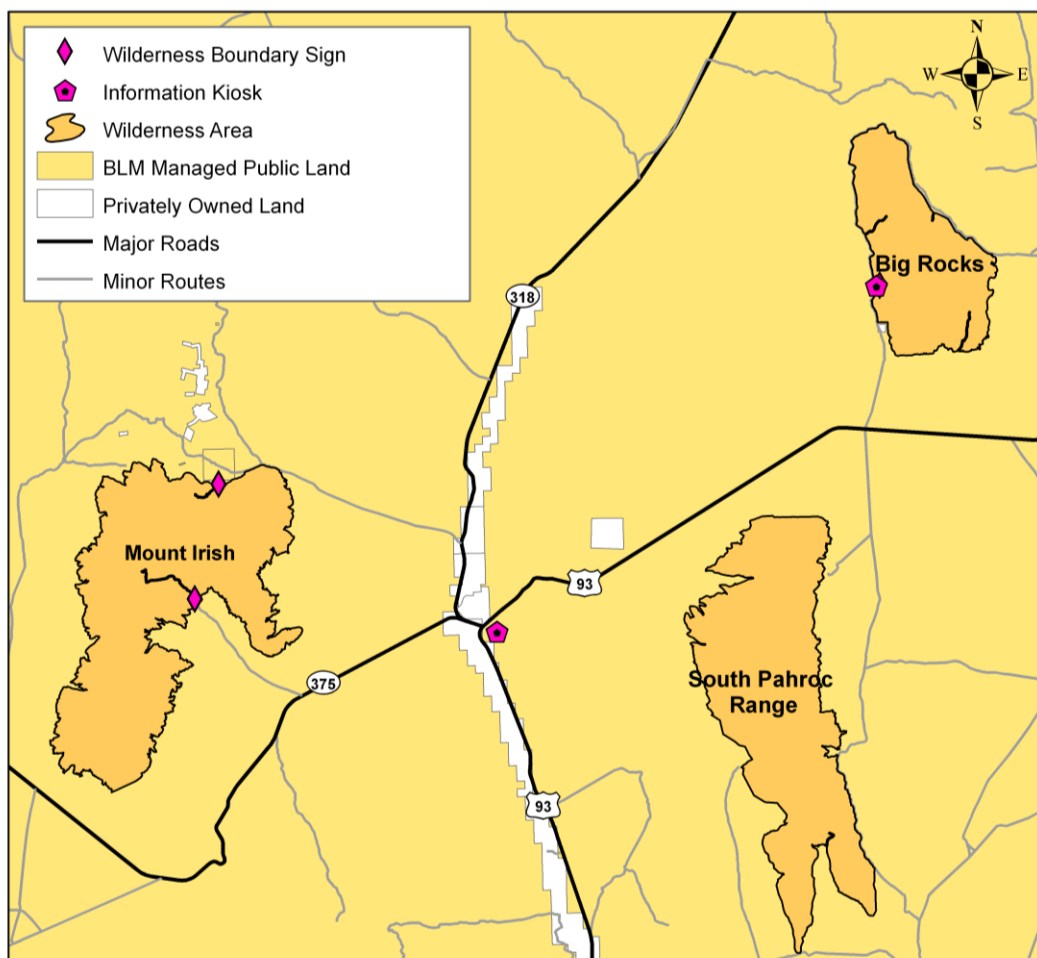 Wilderness Boundary Sign
Information Kiosk
Wilderness Area
BLM Managed Public Land
Privately Owned Land
Major Roads
Minor Routes
N
W
E
S
Big Rocks
318
Mount Irish
93
375
South Pahroc
Range
93